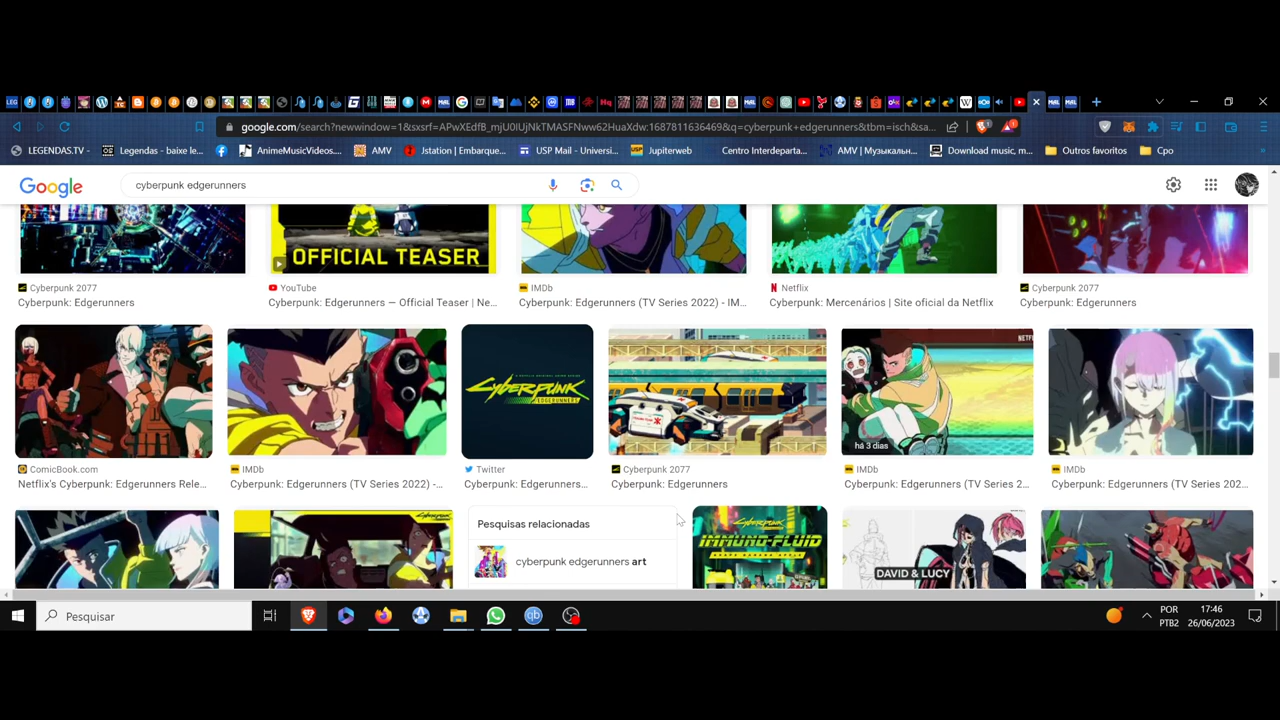 google.com/search?newwindow=1&sxsrf=APwXEdfB_mjU0IUjNkTMASFNww62HuaXdw:1687811636469&q=cyberpunk+edgerunners&tbm=isch&sa...
LEGENDAS.TV -
Legendas - baixe le...
AnimeMusicVideos....
AMV
Jstation | Embarque...
USP Mail - Universi...
Jupiterweb
Centro Interdeparta...
AMV | Музыкальн...
Download music, m...
Outros favoritos
Cpo
Google
cyberpunk edgerunners
OFFICIAL TEASER
Cyberpunk 2077
YouTube
IMDb
Netflix
Cyberpunk 2077
Cyberpunk: Edgerunners
Cyberpunk: Edgerunners — Official Teaser | Ne...
Cyberpunk: Edgerunners (TV Series 2022) - IM...
Cyberpunk: Mercenários | Site oficial da Netflix
Cyberpunk: Edgerunners
CYBERPUNK
EDGERUNNERS
há 3 dias
ComicBook.com
IMDb
Twitter
Cyberpunk 2077
IMDb
IMDb
Netflix's Cyberpunk: Edgerunners Rele...
Cyberpunk: Edgerunners (TV Series 2022) -...
Cyberpunk: Edgerunners...
Cyberpunk: Edgerunners
Cyberpunk: Edgerunners (TV Series 2...
Cyberpunk: Edgerunners (TV Series 202...
Pesquisas relacionadas
cyberpunk edgerunners art
CYBERPUNK
DAVID & LUCY
Pesquisar
POR
PTB2
17:46
26/06/2023